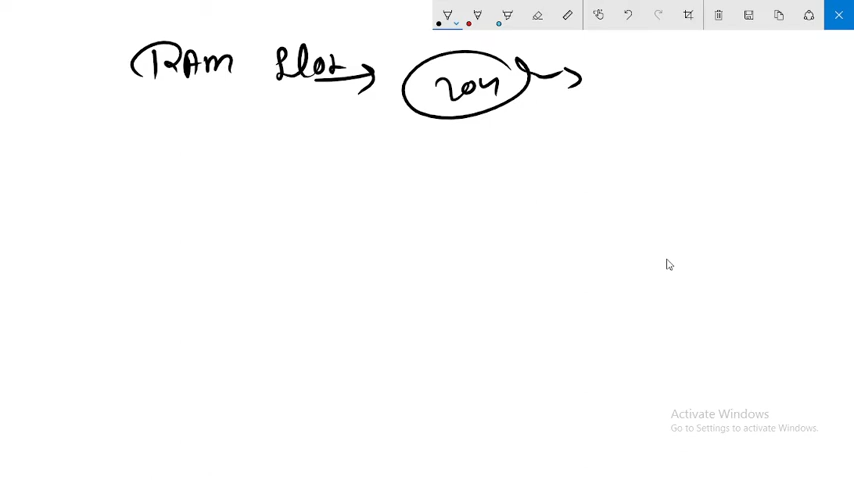 RAM Slot → 204 →
Activate Windows
Go to Settings to activate Windows.